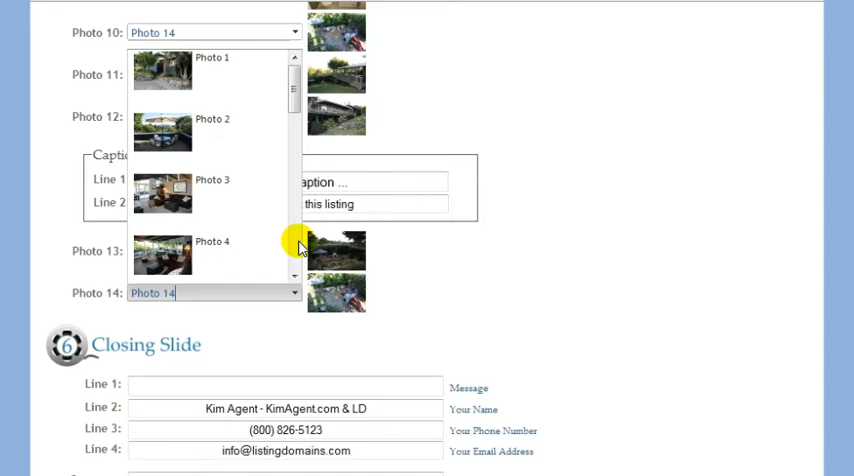 Photo 10: Photo 14
Photo 1
Photo 11:
Photo 2
Photo 12:
Captio
Photo 3
Line 1 aption ...
Line 2 this listing
Photo 4
Photo 13:
Photo 14: Photo 14
6 Closing Slide
Line 1: Message
Line 2: Kim Agent - KimAgent.com & LD Your Name
Line 3: (800) 826-5123 Your Phone Number
Line 4: info@listingdomains.com Your Email Address